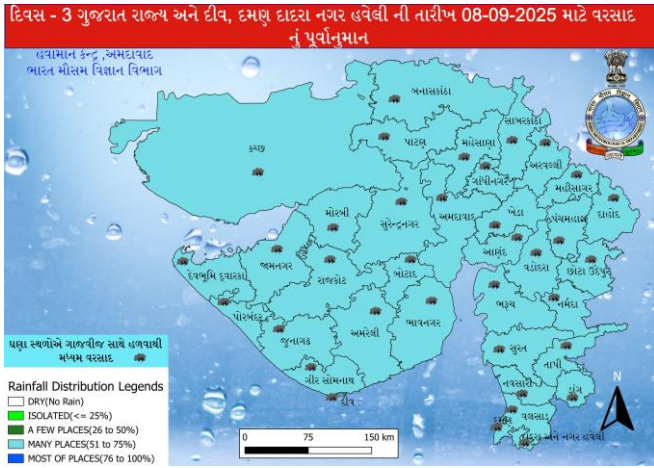 દિવસ - 3 ગુજરાત રાજ્ય અને દીવ, દમણ દાદરા નગર હવેલી ની તારીખ 08-09-2025 માટે વરસાદ
નું પૂર્વાનુમાન
હવામાન કેન્દ્ર ,અમદાવાદ
ભારત મૌસમ વિજ્ઞાન વિભાગ
બનાસકાંઠા
પાટણ
મહેસાણા
સાબરકાંઠા
અરવલ્લી
કચ્છ
ગાંધીનગર
મહીસાગર
મોરબી
સુરેન્દ્રનગર
અમદાવાદ
ખેડા
પંચમહાલ
દાહોદ
દેવભૂમિ દ્વારકા
જામનગર
રાજકોટ
બોટાદ
આણંદ
વડોદરા
છોટા ઉદેપુર
પોરબંદર
જુનાગઢ
અમરેલી
ભાવનગર
ભરૂચ
નર્મદા
ગીર સોમનાથ
દીવ
સુરત
તાપી
નવસારી
ડાંગ
દમણ
વલસાડ
દાદરા અને નગર હવેલી
ઘણા સ્થળોએ ગાજવીજ સાથે હળવાથી
મધ્યમ વરસાદ
Rainfall Distribution Legends
DRY(No Rain)
ISOLATED(<= 25%)
A FEW PLACES(26 to 50%)
MANY PLACES(51 to 75%)
MOST OF PLACES(76 to 100%)
0 75 150 km
N